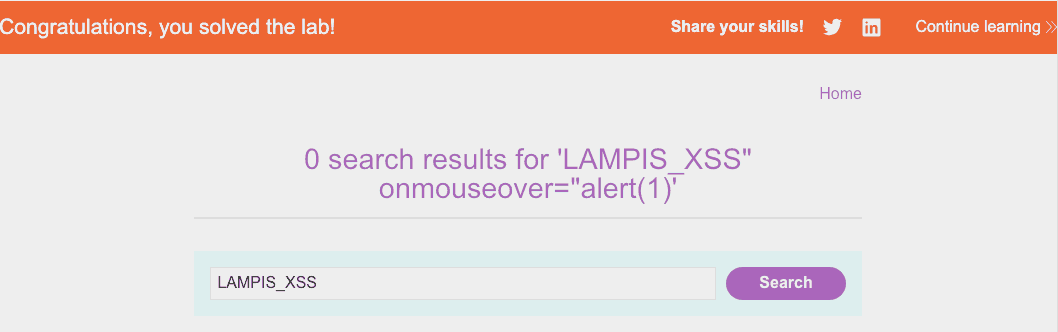 Congratulations, you solved the lab!
Share your skills!
Continue learning
Home
0 search results for 'LAMPIS_XSS"
onmouseover="alert(1)'
LAMPIS_XSS
Search